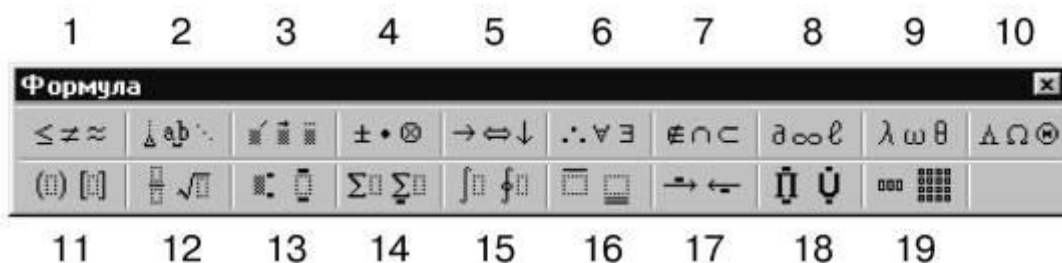 1 2 3 4 5 6 7 8 9 10
Формула
≤ ≠ ≈ a͎b ⋱ ± • ⊗ → ⇔ ↓ ∴ ∀ ∃ ∉ ∩ ⊂ ∂ ∞ ℓ λ ω θ Λ Ω Θ
(▯) [▯] √▯ Σ▯ Σ▯ ∫▯ ∮▯ → ← Π Ụ
11 12 13 14 15 16 17 18 19